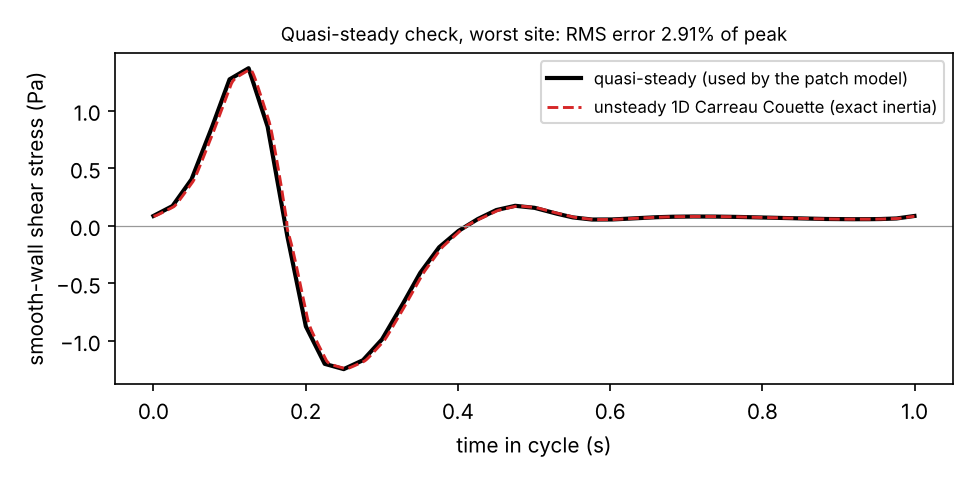 Quasi-steady check, worst site: RMS error 2.91% of peak
quasi-steady (used by the patch model)
unsteady 1D Carreau Couette (exact inertia)
smooth-wall shear stress (Pa)
1.0
0.5
0.0
−0.5
−1.0
0.0 0.2 0.4 0.6 0.8 1.0
time in cycle (s)